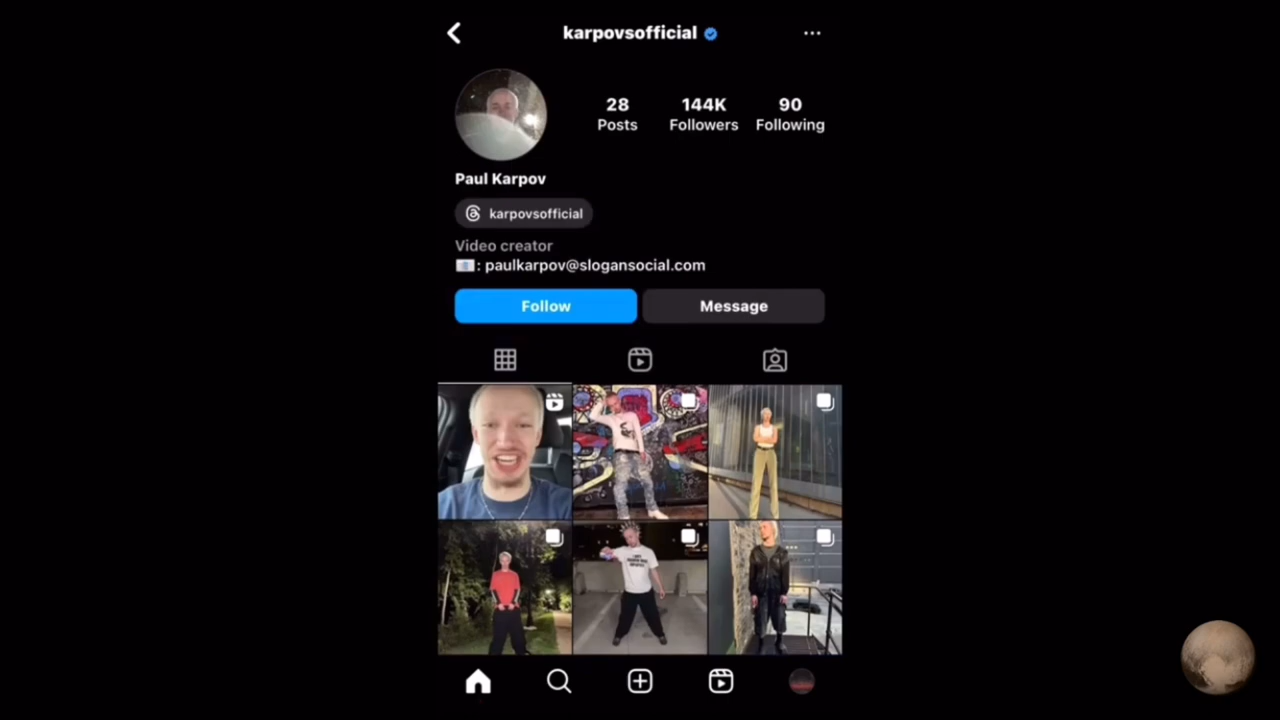 karpovsofficial
28 144K 90
Posts Followers Following
Paul Karpov
karpovsofficial
Video creator
: paulkarpov@slogansocial.com
Follow Message